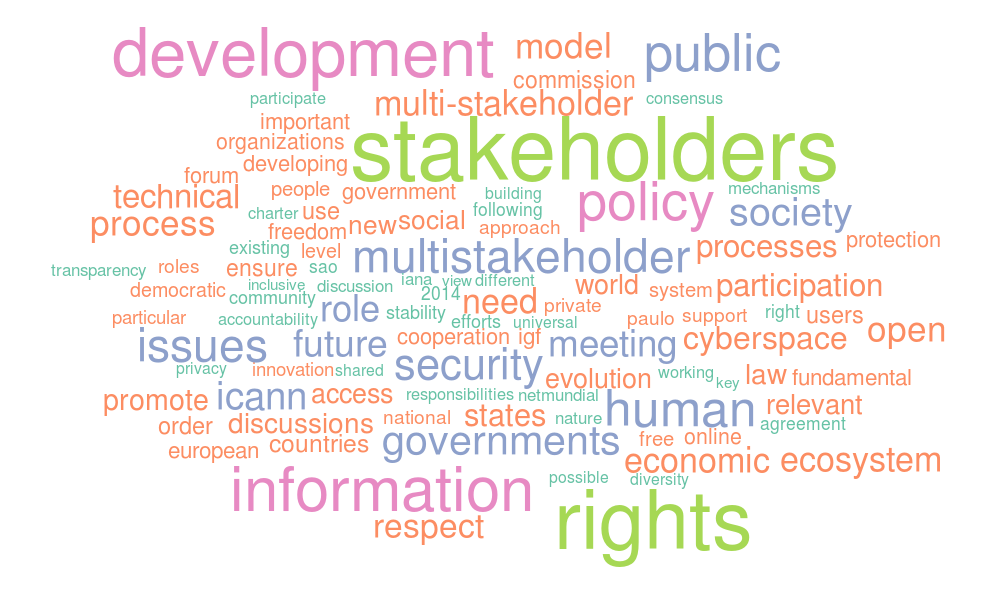 development model public
commission
participate multi-stakeholder consensus
important
organizations stakeholders
developing
forum people government building policy mechanisms
technical charter use following society
process freedom new social approach
existing level multistakeholder processes protection
transparency roles ensure sao iana view different world
democratic inclusive discussion 2014 need system participation
community role stability private
particular accountability efforts universal paulo support right users
issues future cooperation igf meeting cyberspace open
privacy innovation shared security evolution working key law fundamental
promote icann access responsibilities netmundial human relevant
order discussions national states nature agreement
european countries governments free online
economic ecosystem
information possible diversity
respect rights